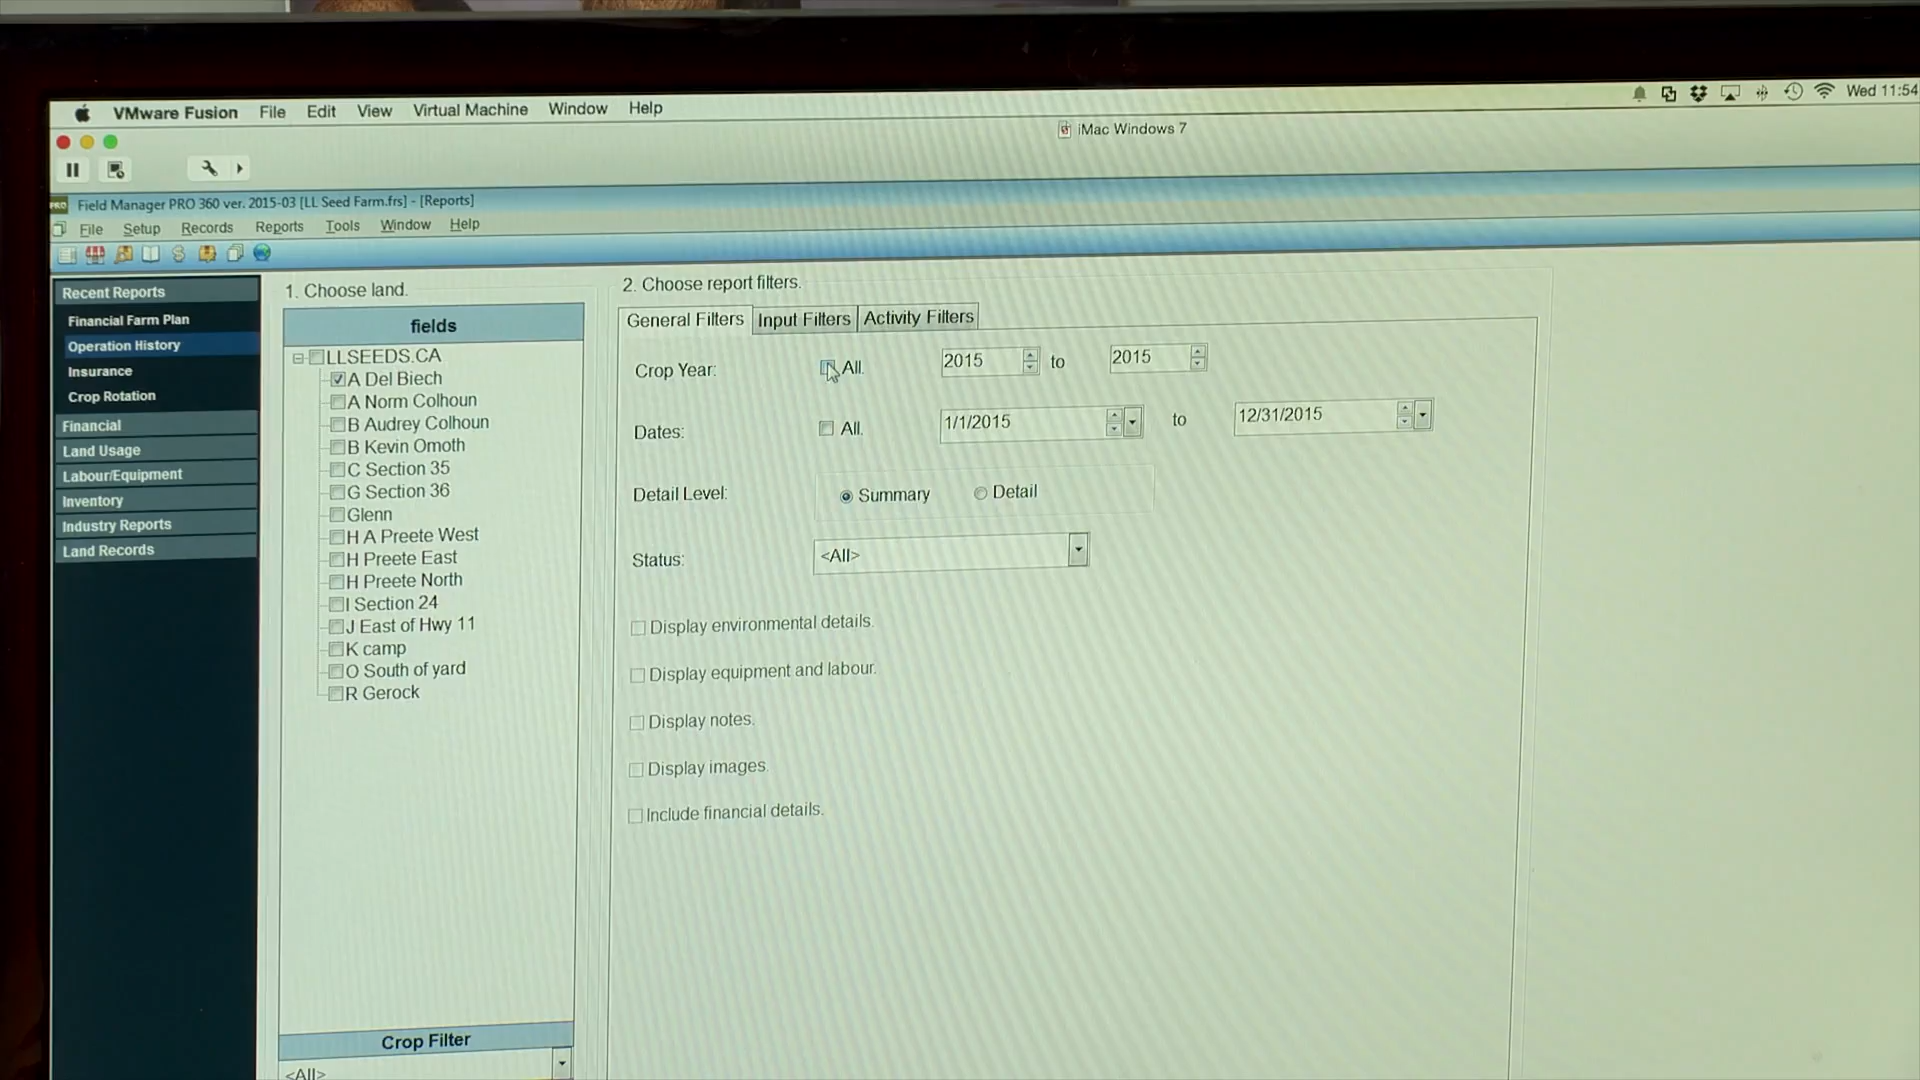 VMware Fusion File Edit View Virtual Machine Window Help
Wed 11:54
iMac Windows 7
PRO Field Manager PRO 360 ver. 2015-03 [LL Seed Farm.frs] - [Reports]
File Setup Records Reports Tools Window Help
Recent Reports
Financial Farm Plan
Operation History
Insurance
Crop Rotation
Financial
Land Usage
Labour/Equipment
Inventory
Industry Reports
Land Records
1. Choose land.
fields
LLSEEDS.CA
A Del Biech
A Norm Colhoun
B Audrey Colhoun
B Kevin Omoth
C Section 35
G Section 36
Glenn
H A Preete West
H Preete East
H Preete North
I Section 24
J East of Hwy 11
K camp
O South of yard
R Gerock
Crop Filter
<All>
2. Choose report filters.
General Filters Input Filters Activity Filters
Crop Year: All. 2015 to 2015
Dates: All. 1/1/2015 to 12/31/2015
Detail Level: Summary Detail
Status: <All>
Display environmental details.
Display equipment and labour.
Display notes.
Display images.
Include financial details.